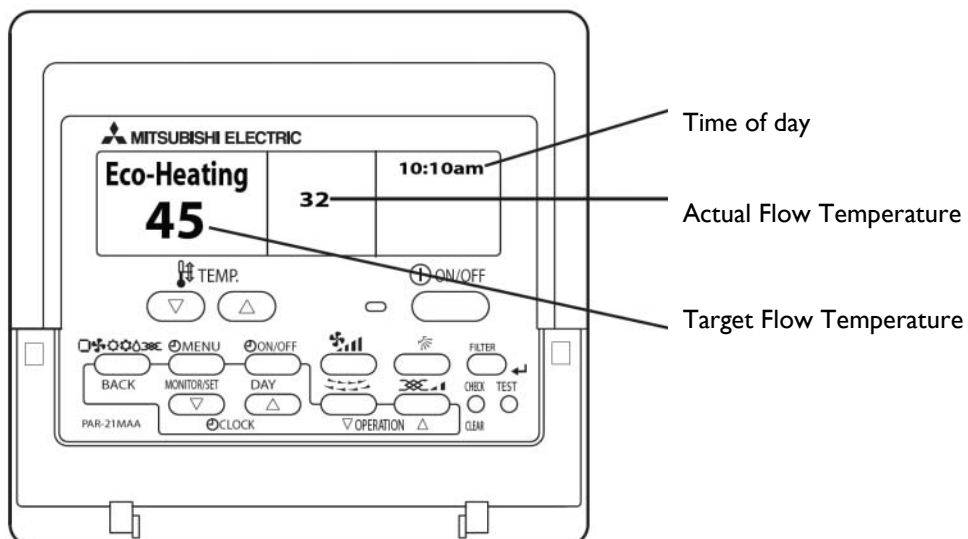 MITSUBISHI ELECTRIC
Eco-Heating
45
32
10:10am
Time of day
Actual Flow Temperature
Target Flow Temperature
TEMP.
ON/OFF
MENU
ON/OFF
FILTER
BACK
MONITOR/SET
DAY
CHECK
TEST
PAR-21MAA
CLOCK
OPERATION
CLEAR